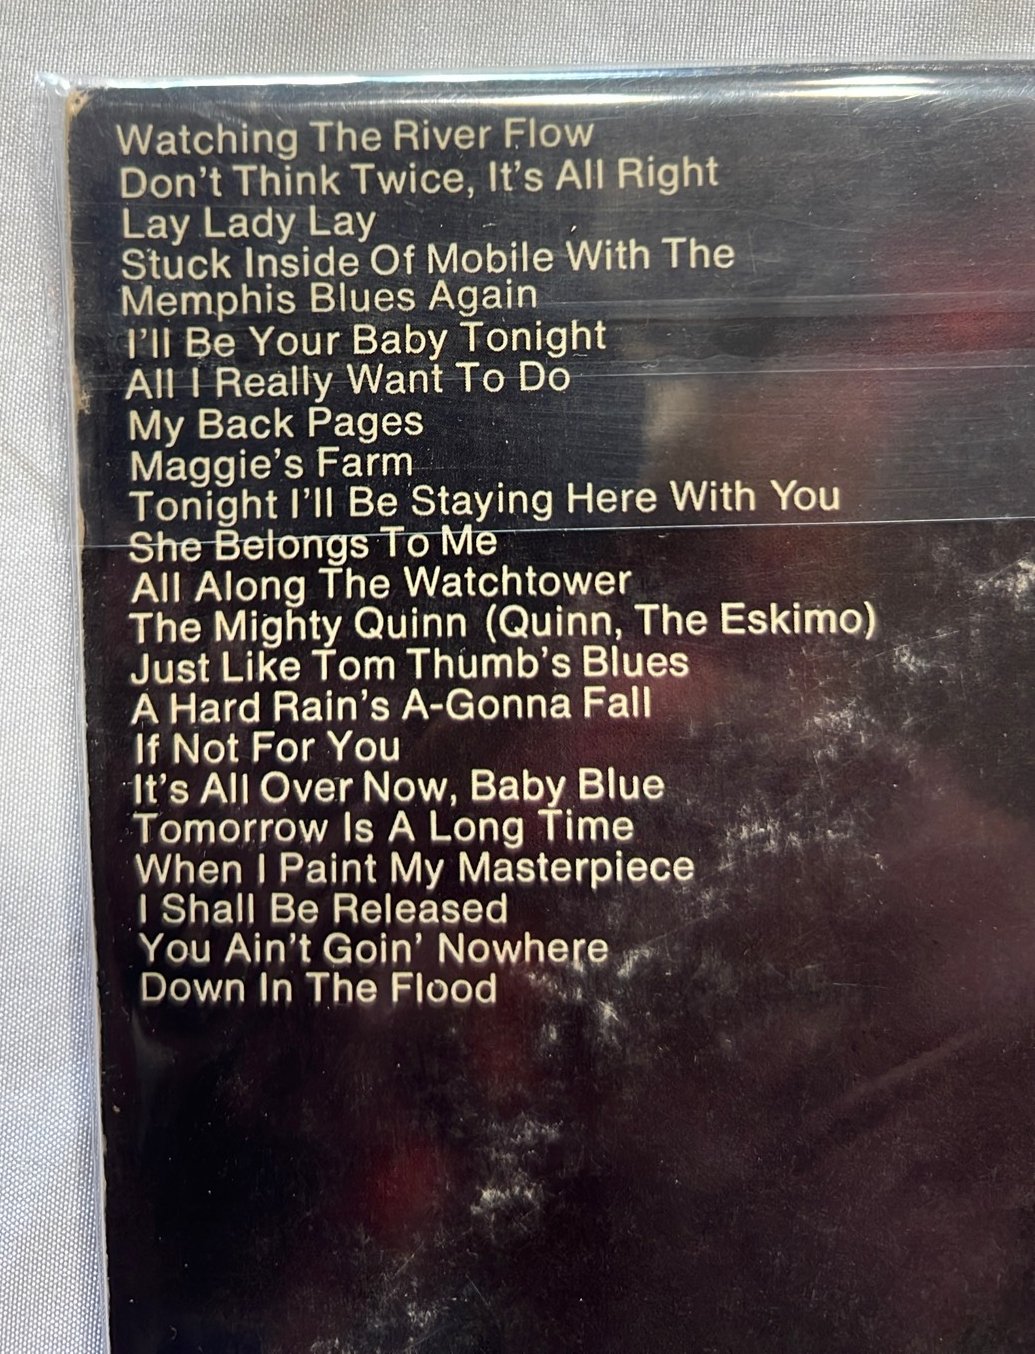 Watching The River Flow
Don't Think Twice, It's All Right
Lay Lady Lay
Stuck Inside Of Mobile With The
Memphis Blues Again
I'll Be Your Baby Tonight
All I Really Want To Do
My Back Pages
Maggie's Farm
Tonight I'll Be Staying Here With You
She Belongs To Me
All Along The Watchtower
The Mighty Quinn (Quinn, The Eskimo)
Just Like Tom Thumb's Blues
A Hard Rain's A-Gonna Fall
If Not For You
It's All Over Now, Baby Blue
Tomorrow Is A Long Time
When I Paint My Masterpiece
I Shall Be Released
You Ain't Goin' Nowhere
Down In The Flood